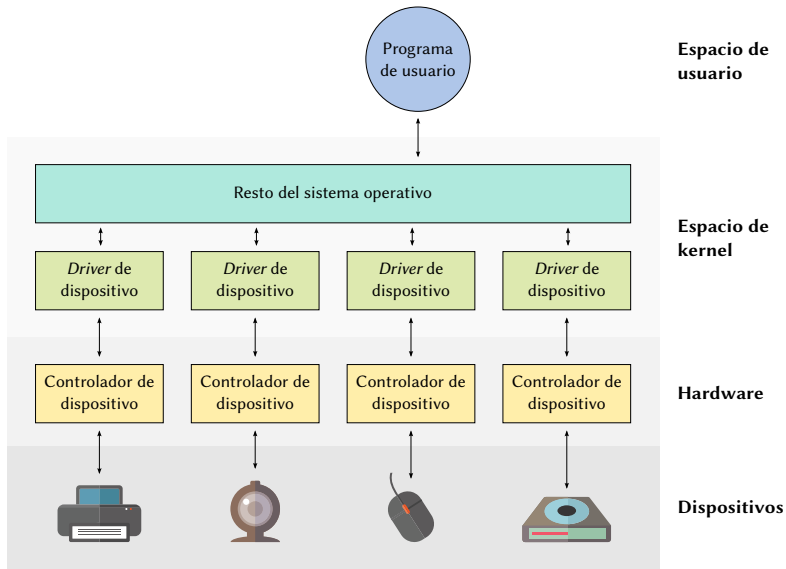 Programa
de usuario
Espacio de
usuario
Resto del sistema operativo
Espacio de
kernel
Driver de
dispositivo
Driver de
dispositivo
Driver de
dispositivo
Driver de
dispositivo
Controlador de
dispositivo
Controlador de
dispositivo
Controlador de
dispositivo
Controlador de
dispositivo
Hardware
Dispositivos